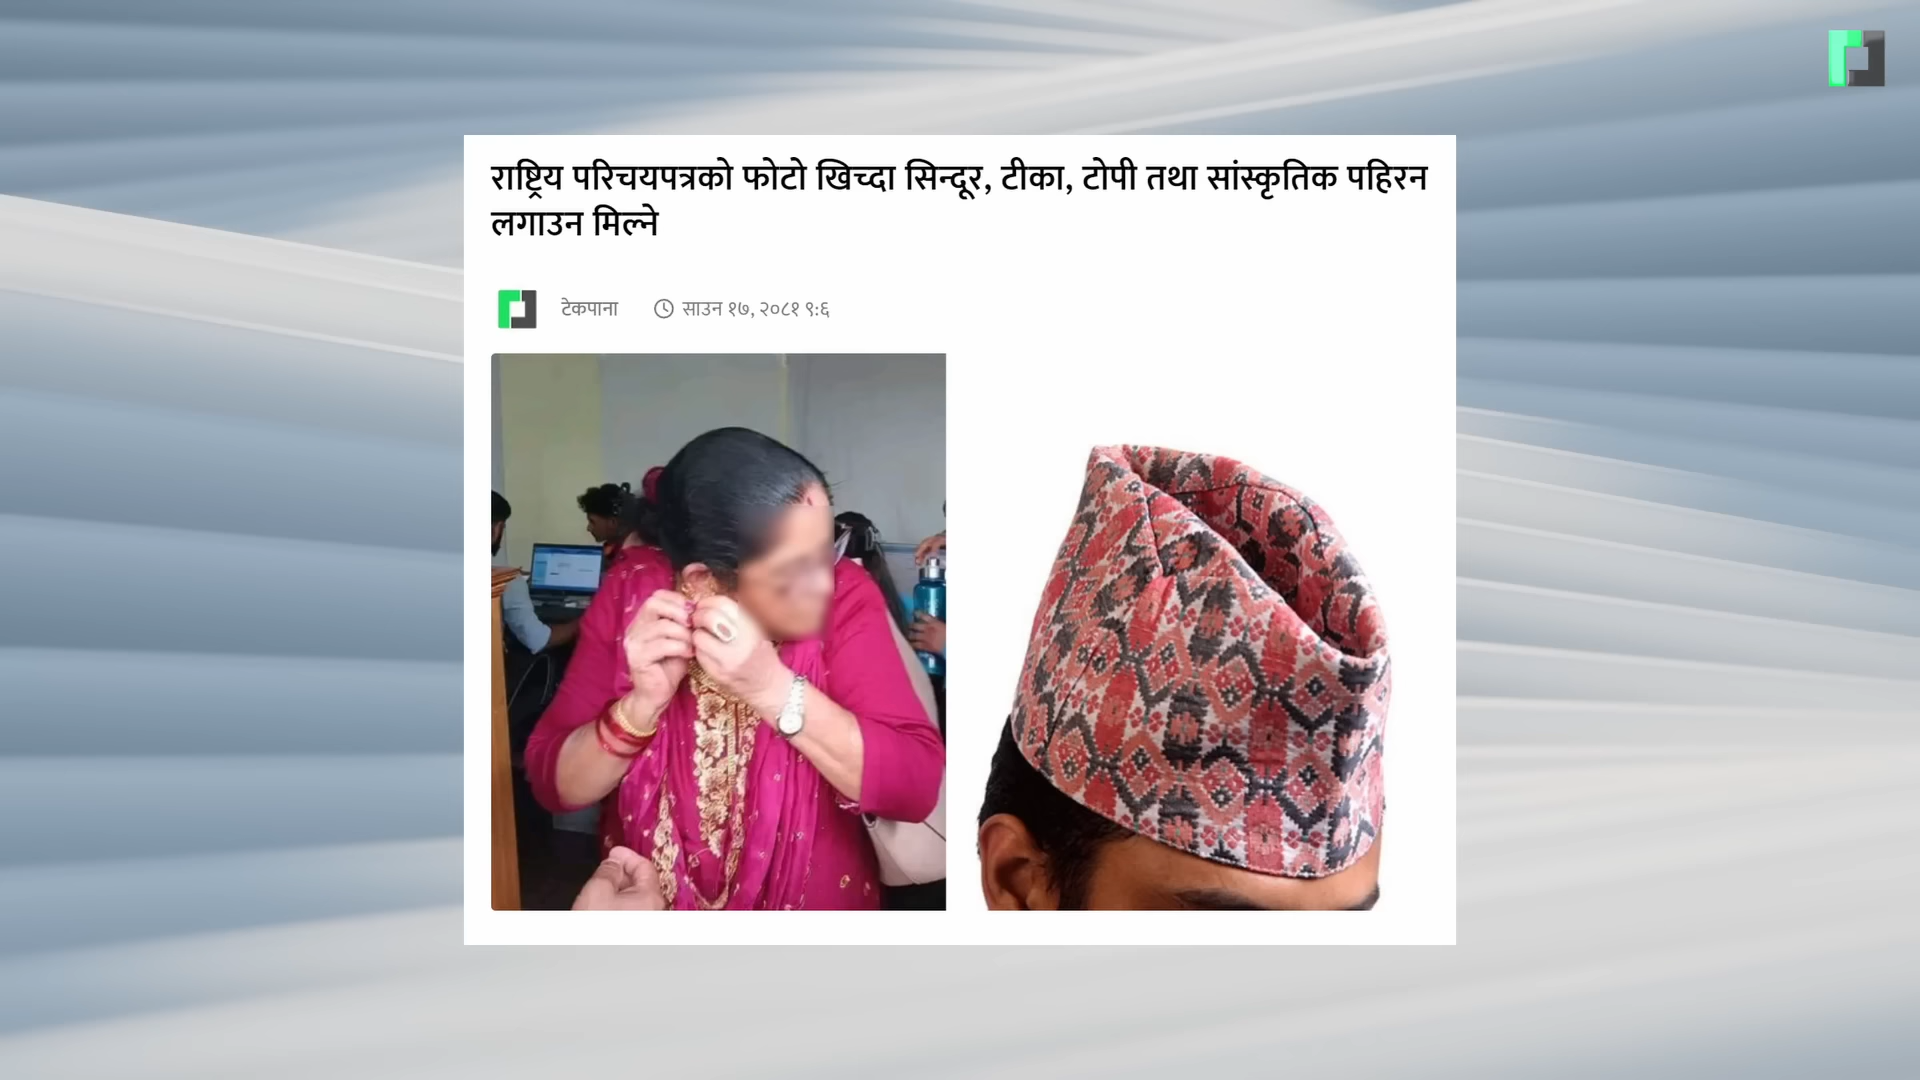 राष्ट्रिय परिचयपत्रको फोटो खिच्दा सिन्दूर, टीका, टोपी तथा सांस्कृतिक पहिरन
लगाउन मिल्ने
टेकपाना साउन १७, २०८१ ९:६